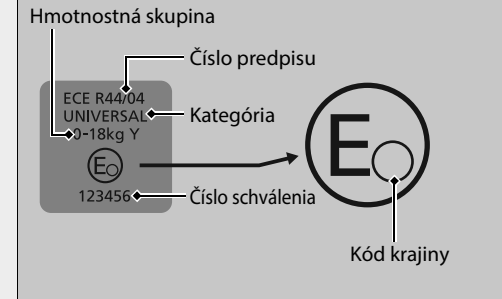 Hmotnostná skupina
Číslo predpisu
ECE R44/04
UNIVERSAL
Kategória
0-18kg Y
E
E
123456
Číslo schválenia
Kód krajiny